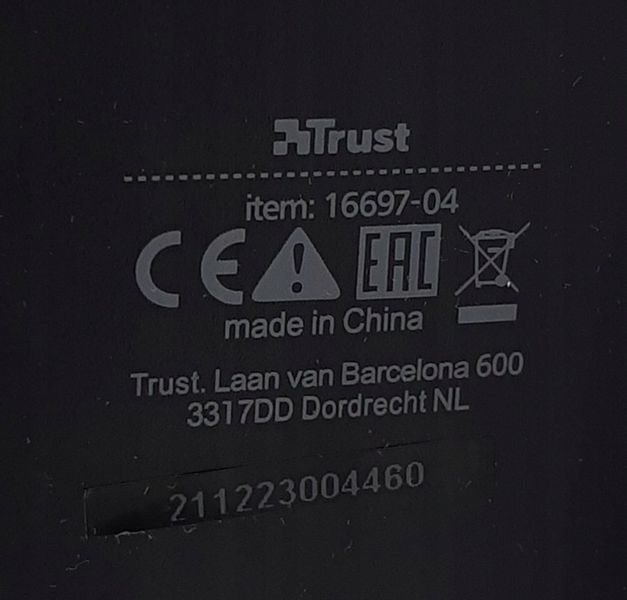 Trust
item: 16697-04
CE EAC
made in China
Trust. Laan van Barcelona 600
3317DD Dordrecht NL
211223004460